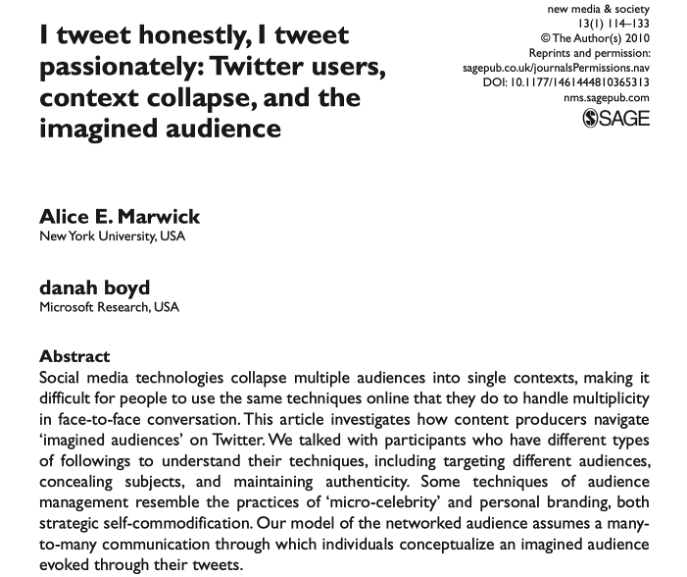 new media & society
13(1) 114–133
© The Author(s) 2010
Reprints and permission:
sagepub.co.uk/journalsPermissions.nav
DOI: 10.1177/1461444810365313
nms.sagepub.com
SAGE
I tweet honestly, I tweet
passionately: Twitter users,
context collapse, and the
imagined audience
Alice E. Marwick
New York University, USA
danah boyd
Microsoft Research, USA
Abstract
Social media technologies collapse multiple audiences into single contexts, making it
difficult for people to use the same techniques online that they do to handle multiplicity
in face-to-face conversation. This article investigates how content producers navigate
‘imagined audiences’ on Twitter. We talked with participants who have different types
of followings to understand their techniques, including targeting different audiences,
concealing subjects, and maintaining authenticity. Some techniques of audience
management resemble the practices of ‘micro-celebrity’ and personal branding, both
strategic self-commodification. Our model of the networked audience assumes a many-
to-many communication through which individuals conceptualize an imagined audience
evoked through their tweets.